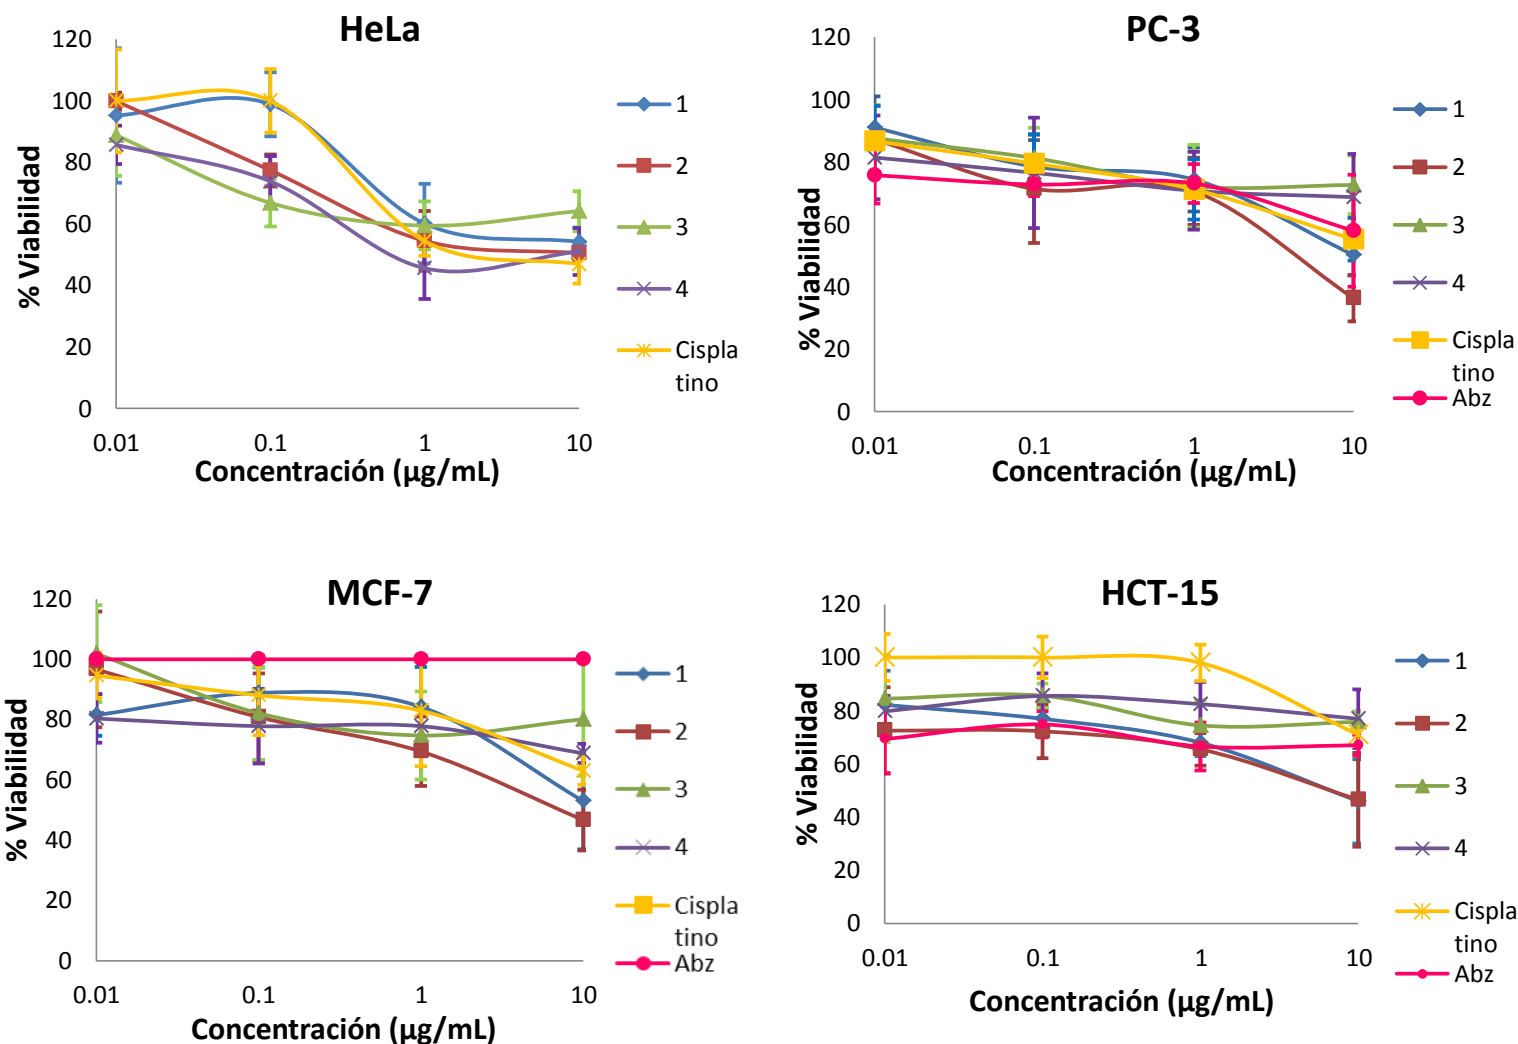 HeLa
120
100
80
60
40
20
0
% Viabilidad
0.01 0.1 1 10
Concentración (µg/mL)
1
2
3
4
Cispla
tino
PC-3
120
100
80
60
40
20
0
% Viabilidad
0.01 0.1 1 10
Concentración (µg/mL)
1
2
3
4
Cispla
tino
Abz
MCF-7
120
100
80
60
40
20
0
% Viabilidad
0.01 0.1 1 10
Concentración (µg/mL)
1
2
3
4
Cispla
tino
Abz
HCT-15
120
100
80
60
40
20
0
% Viabilidad
0.01 0.1 1 10
Concentración (µg/mL)
1
2
3
4
Cispla
tino
Abz